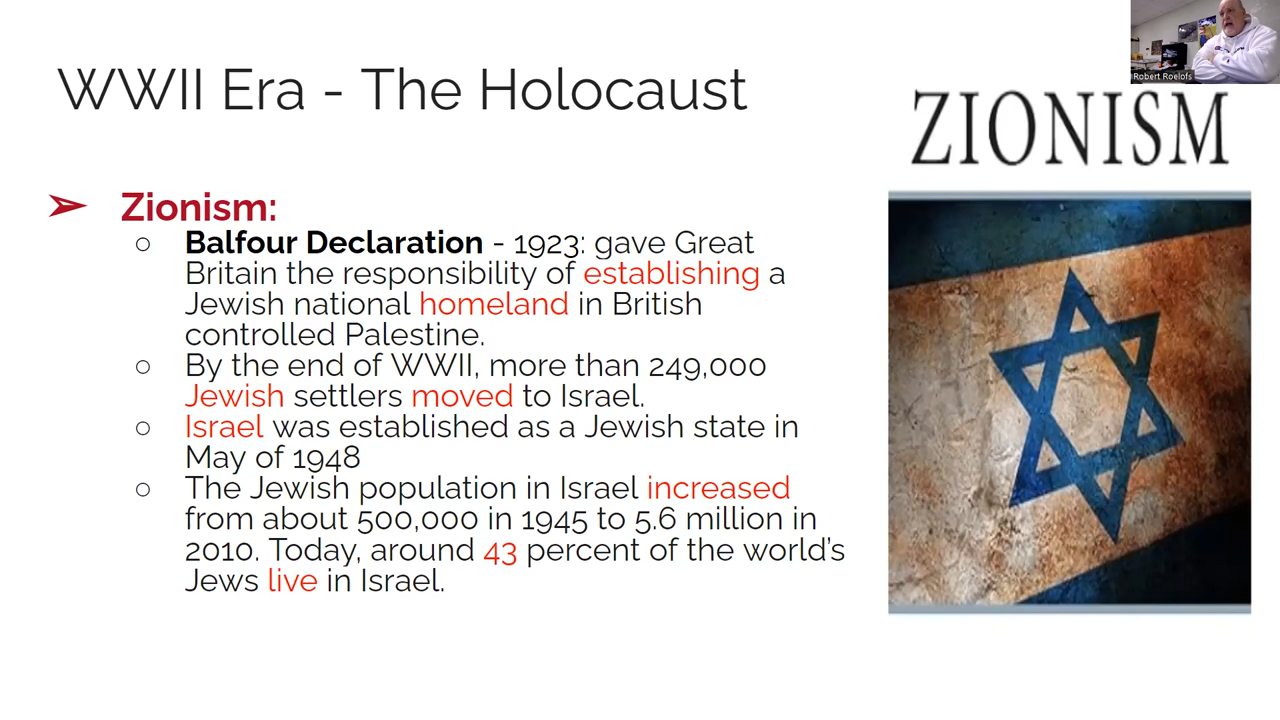 WWII Era - The Holocaust
Robert Roelofs
ZIONISM
➢ Zionism:
○ Balfour Declaration - 1923: gave Great
Britain the responsibility of establishing a
Jewish national homeland in British
controlled Palestine.
○ By the end of WWII, more than 249,000
Jewish settlers moved to Israel.
○ Israel was established as a Jewish state in
May of 1948
○ The Jewish population in Israel increased
from about 500,000 in 1945 to 5.6 million in
2010. Today, around 43 percent of the world's
Jews live in Israel.